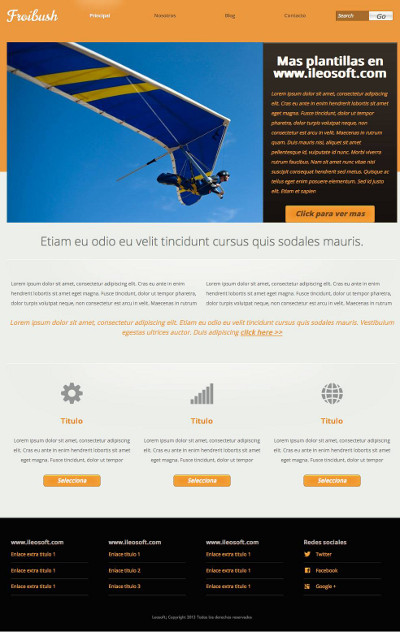 Froibush
Principal Nosotros Blog Contacto Search Go
Mas plantillas en
www.ileosoft.com
Lorem ipsum dolor sit amet, consectetur adipiscing
elit. Cras eu ante in enim hendrerit lobortis sit amet
eget magna. Fusce tincidunt, dolor ut tempor
pharetra, dolor turpis volutpat neque, non
consectetur est arcu in velit. Maecenas in rutrum
quam. Duis mauris nisi, aliquet sit amet
pellentesque id, vulputate id nunc. Morbi viverra
rutrum faucibus. Nam sit amet nunc vitae nisi
suscipit consequat hendrerit sed metus. Quisque ac
tellus eget enim posuere elementum. Sed id justo
elit. Etiam et sapien
Click para ver mas
Etiam eu odio eu velit tincidunt cursus quis sodales mauris.
Lorem ipsum dolor sit amet, consectetur adipiscing elit. Cras eu ante in enim
hendrerit lobortis sit amet eget magna. Fusce tincidunt, dolor ut tempor pharetra,
dolor turpis volutpat neque, non consectetur est arcu in velit. Maecenas in rutrum
Lorem ipsum dolor sit amet, consectetur adipiscing elit. Cras eu ante in enim
hendrerit lobortis sit amet eget magna. Fusce tincidunt, dolor ut tempor pharetra,
dolor turpis volutpat neque, non consectetur est arcu in velit. Maecenas in rutrum
Lorem ipsum dolor sit amet, consectetur adipiscing elit. Etiam eu odio eu velit tincidunt cursus quis sodales mauris. Vestibulum
egestas ultrices auctor. Duis adipiscing click here >>
Titulo
Lorem ipsum dolor sit amet, consectetur adipiscing
elit. Cras eu ante in enim hendrerit lobortis sit amet
eget magna. Fusce tincidunt, dolor ut tempor
Selecciona
Titulo
Lorem ipsum dolor sit amet, consectetur adipiscing
elit. Cras eu ante in enim hendrerit lobortis sit amet
eget magna. Fusce tincidunt, dolor ut tempor
Selecciona
Titulo
Lorem ipsum dolor sit amet, consectetur adipiscing
elit. Cras eu ante in enim hendrerit lobortis sit amet
eget magna. Fusce tincidunt, dolor ut tempor
Selecciona
www.ileosoft.com
Enlace extra titulo 1
Enlace extra titulo 1
Enlace extra titulo 1
www.ileosoft.com
Enlace titulo 1
Enlace titulo 2
Enlace titulo 3
www.ileosoft.com
Enlace extra titulo 1
Enlace extra titulo 1
Enlace extra titulo 1
Redes sociales
Twitter
Facebook
Google +
Ileosoft, Copyright 2013 Todos los derechos reservados